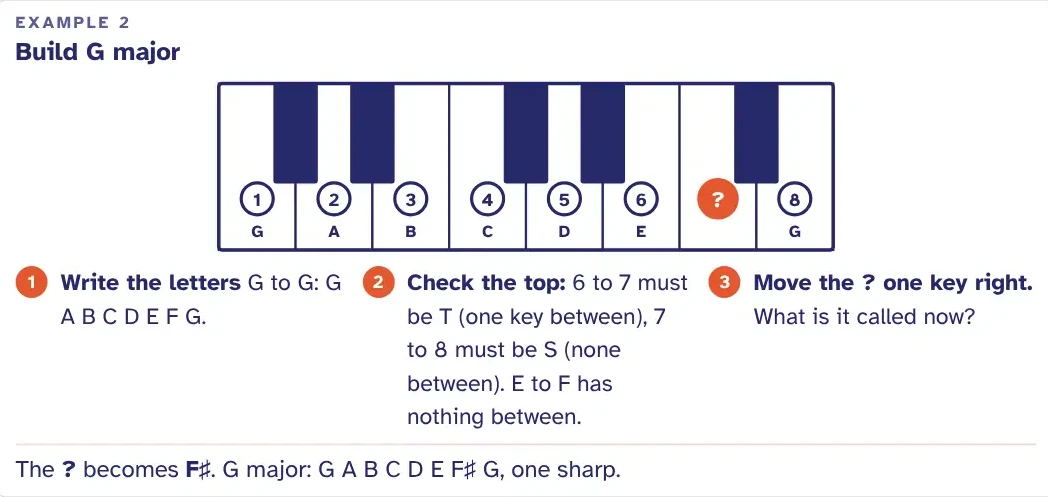 EXAMPLE 2
Build G major
1 2 3 4 5 6 ? 8
G A B C D E G
1 Write the letters G to G: G
A B C D E F G.
2 Check the top: 6 to 7 must
be T (one key between), 7
to 8 must be S (none
between). E to F has
nothing between.
3 Move the ? one key right.
What is it called now?
The ? becomes F♯. G major: G A B C D E F♯ G, one sharp.